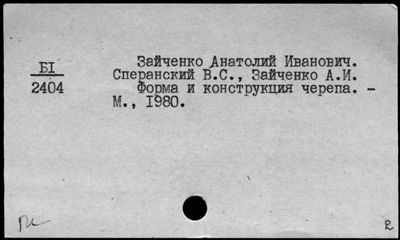 Зайченко Анатолий Иванович.
БI
2404
Сперанский В.С., Зайченко А.И.
Форма и конструкция черепа. -
М., 1980.
2